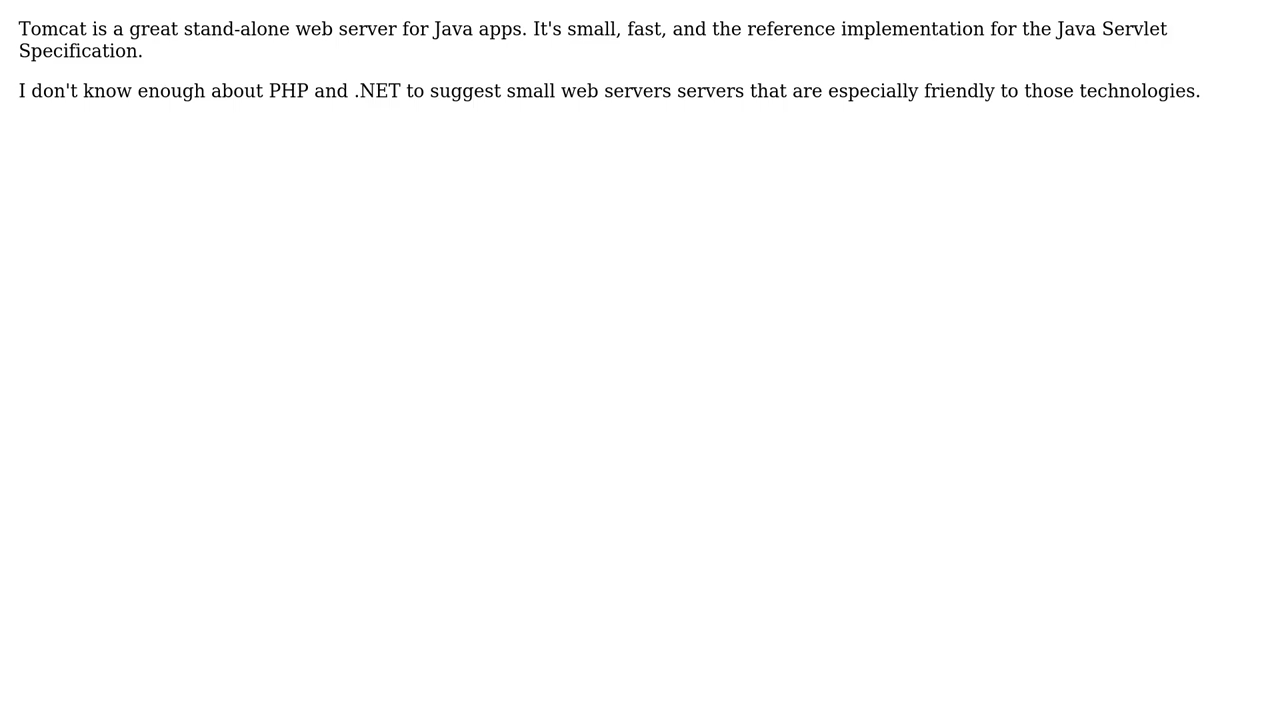 Tomcat is a great stand-alone web server for Java apps. It's small, fast, and the reference implementation for the Java Servlet
Specification.
I don't know enough about PHP and .NET to suggest small web servers servers that are especially friendly to those technologies.